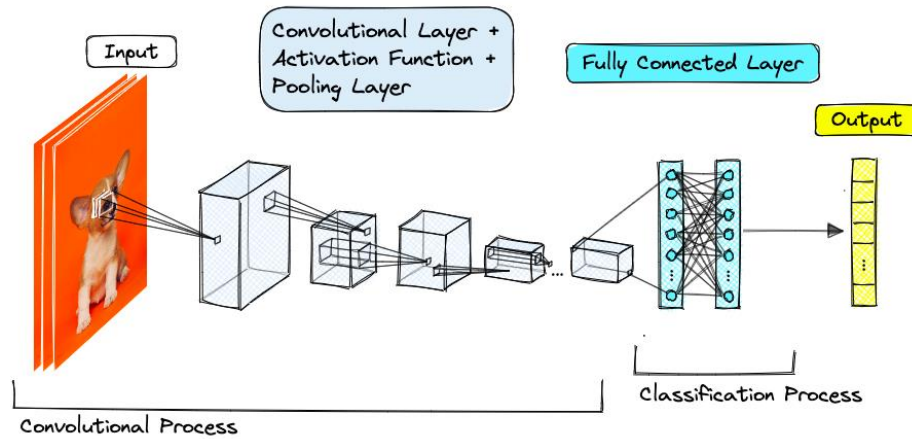 Input
Convolutional Layer +
Activation Function +
Pooling Layer
Fully Connected Layer
Output
...
...
...
...
Classification Process
Convolutional Process